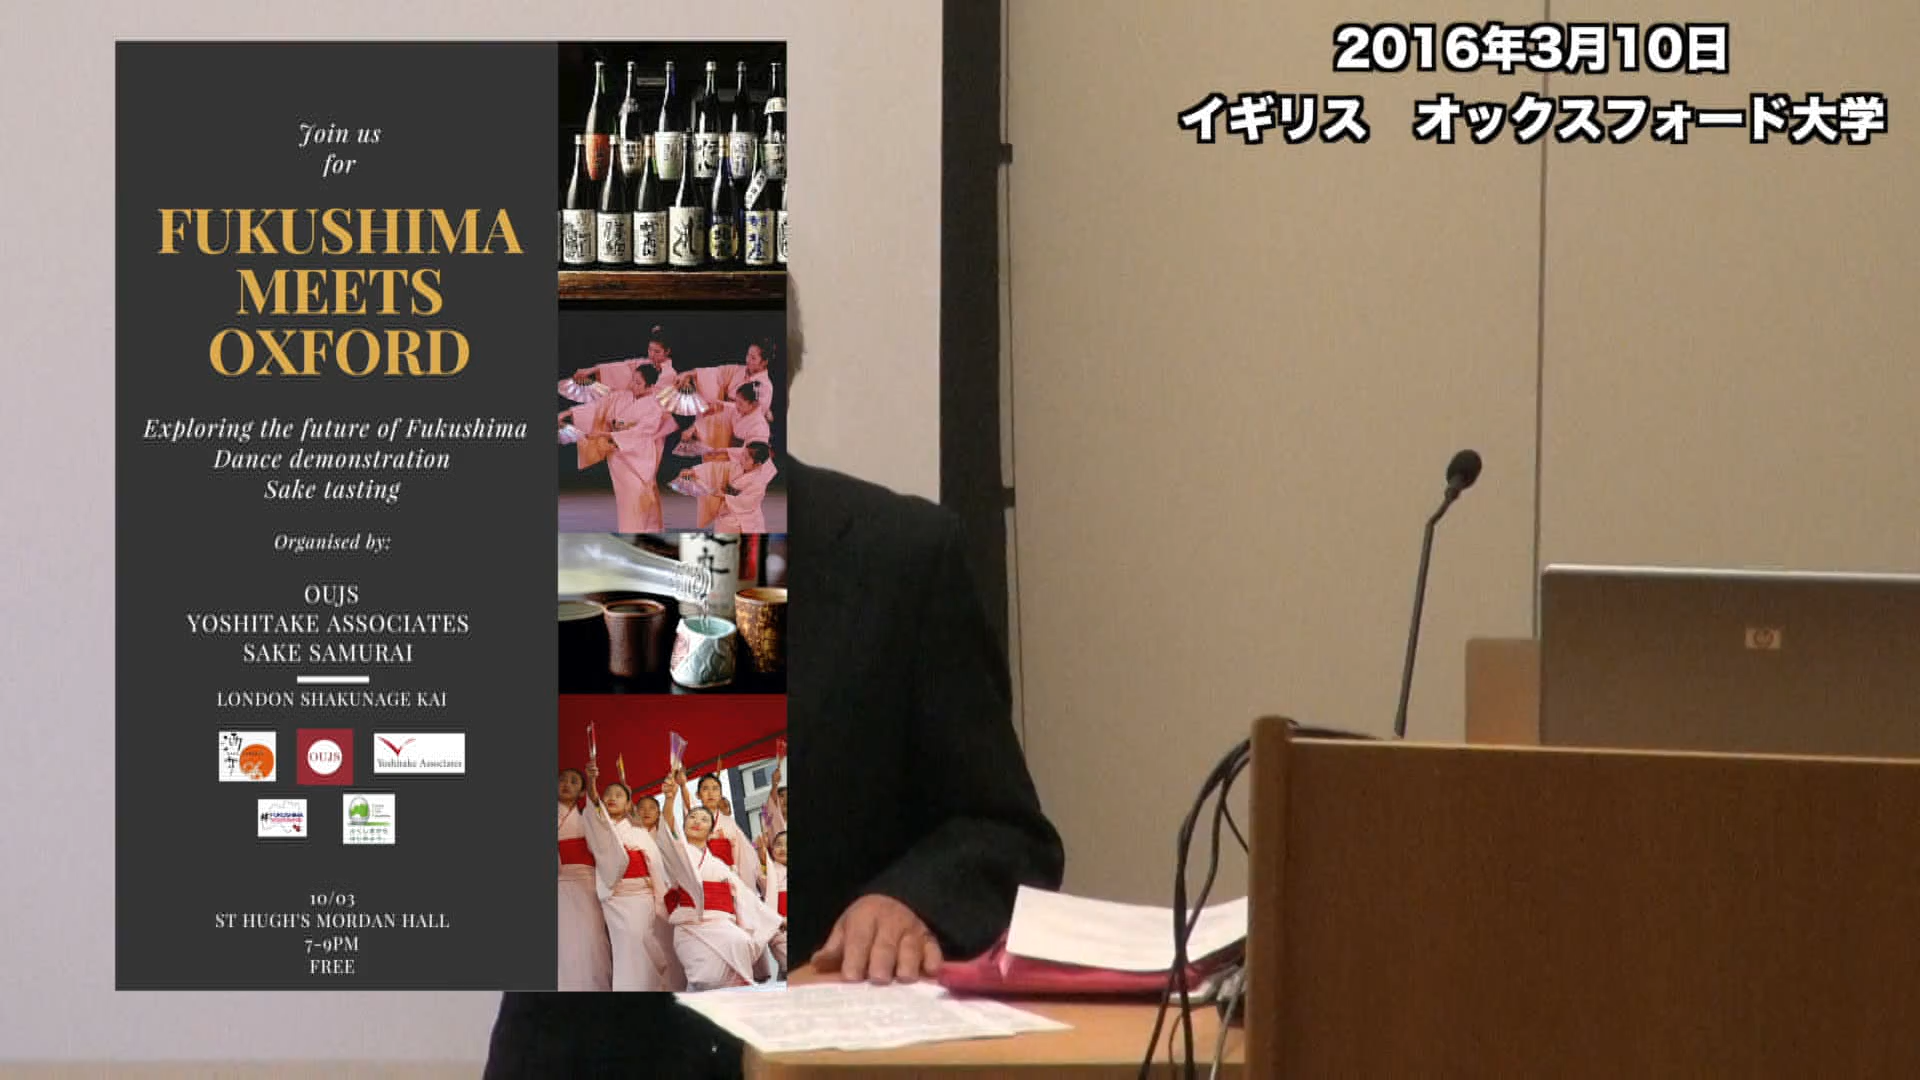 2016年3月10日
イギリス　オックスフォード大学
Join us
for
FUKUSHIMA
MEETS
OXFORD
Exploring the future of Fukushima
Dance demonstration
Sake tasting
Organised by:
OUJS
YOSHITAKE ASSOCIATES
SAKE SAMURAI
LONDON SHAKUNAGE KAI
OUJS
Yoshitake Associates
FUKUSHIMA
10/03
ST HUGH'S MORDAN HALL
7-9PM
FREE
hp